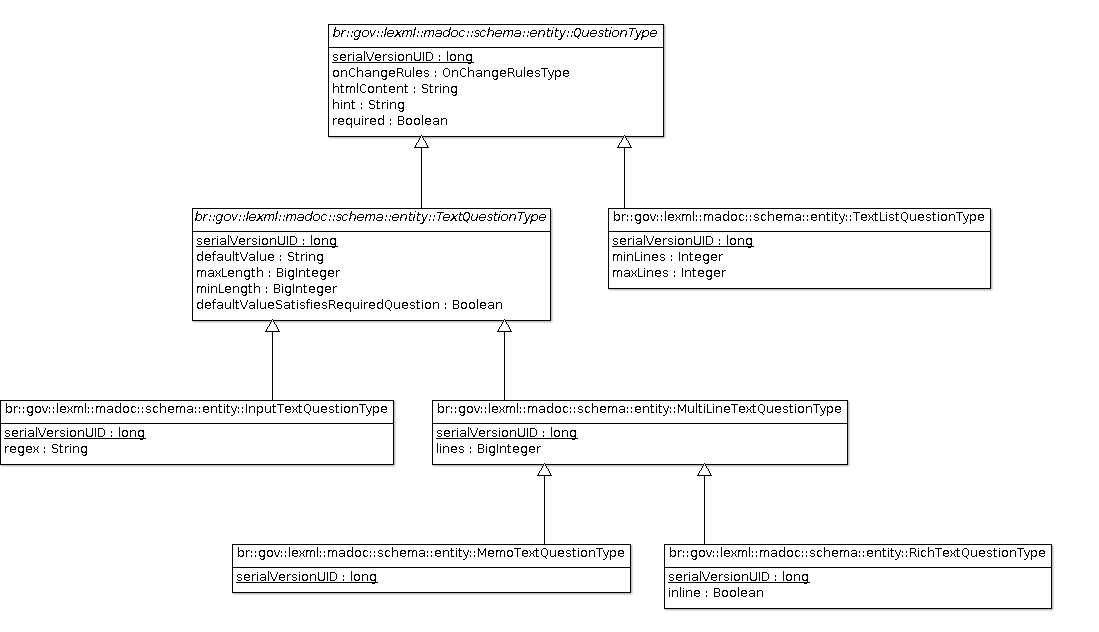 br::gov::lexml::madoc::schema::entity::QuestionType
serialVersionUID : long
onChangeRules : OnChangeRulesType
htmlContent : String
hint : String
required : Boolean
br::gov::lexml::madoc::schema::entity::TextQuestionType
serialVersionUID : long
defaultValue : String
maxLength : BigInteger
minLength : BigInteger
defaultValueSatisfiesRequiredQuestion : Boolean
br::gov::lexml::madoc::schema::entity::TextListQuestionType
serialVersionUID : long
minLines : Integer
maxLines : Integer
br::gov::lexml::madoc::schema::entity::InputTextQuestionType
serialVersionUID : long
regex : String
br::gov::lexml::madoc::schema::entity::MultiLineTextQuestionType
serialVersionUID : long
lines : BigInteger
br::gov::lexml::madoc::schema::entity::MemoTextQuestionType
serialVersionUID : long
br::gov::lexml::madoc::schema::entity::RichTextQuestionType
serialVersionUID : long
inline : Boolean